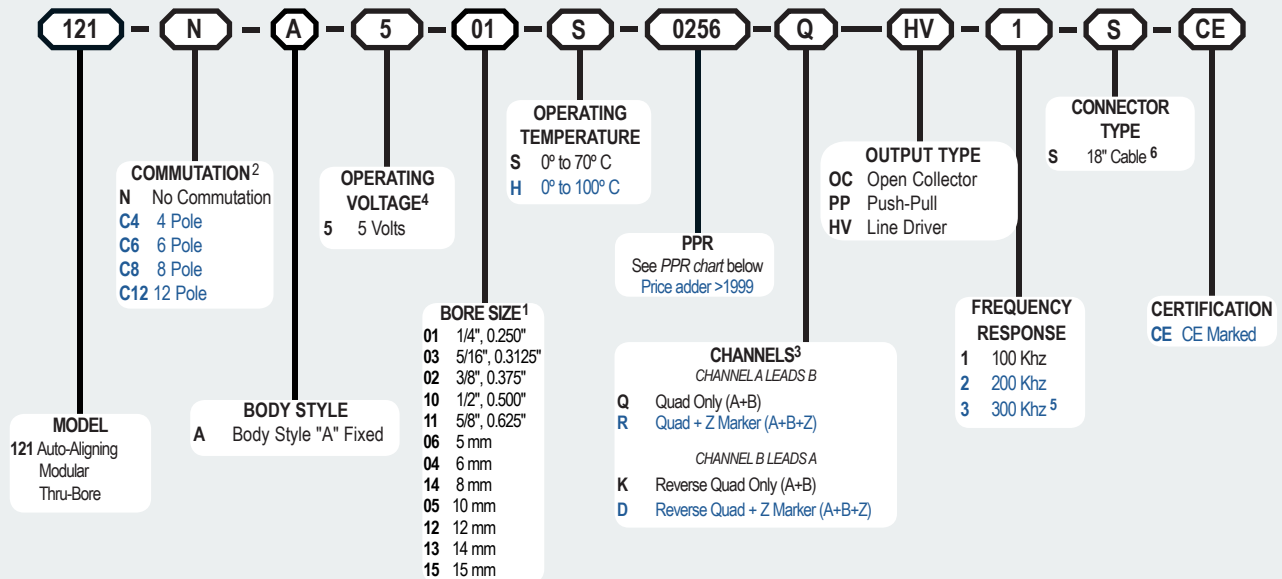 121 - N - A - 5 - 01 - S - 0256 - Q - HV - 1 - S - CE
MODEL
121 Auto-Aligning
Modular
Thru-Bore
COMMUTATION²
N No Commutation
C4 4 Pole
C6 6 Pole
C8 8 Pole
C12 12 Pole
BODY STYLE
A Body Style "A" Fixed
OPERATING
VOLTAGE⁴
5 5 Volts
BORE SIZE¹
01 1/4", 0.250"
03 5/16", 0.3125"
02 3/8", 0.375"
10 1/2", 0.500"
11 5/8", 0.625"
06 5 mm
04 6 mm
14 8 mm
05 10 mm
12 12 mm
13 14 mm
15 15 mm
OPERATING
TEMPERATURE
S 0º to 70º C
H 0º to 100º C
PPR
See PPR chart below
Price adder >1999
CHANNELS³
CHANNEL A LEADS B
Q Quad Only (A+B)
R Quad + Z Marker (A+B+Z)
CHANNEL B LEADS A
K Reverse Quad Only (A+B)
D Reverse Quad + Z Marker (A+B+Z)
OUTPUT TYPE
OC Open Collector
PP Push-Pull
HV Line Driver
FREQUENCY
RESPONSE
1 100 Khz
2 200 Khz
3 300 Khz ⁵
CONNECTOR
TYPE
S 18" Cable ⁶
CERTIFICATION
CE CE Marked